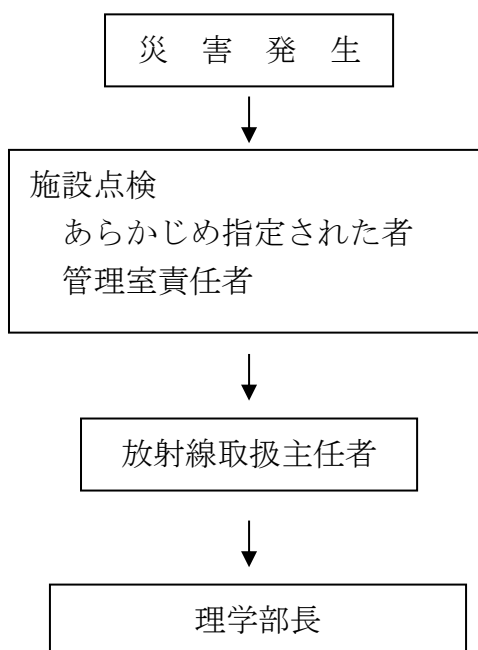 災　害　発　生
施設点検
あらかじめ指定された者
管理室責任者
放射線取扱主任者
理学部長